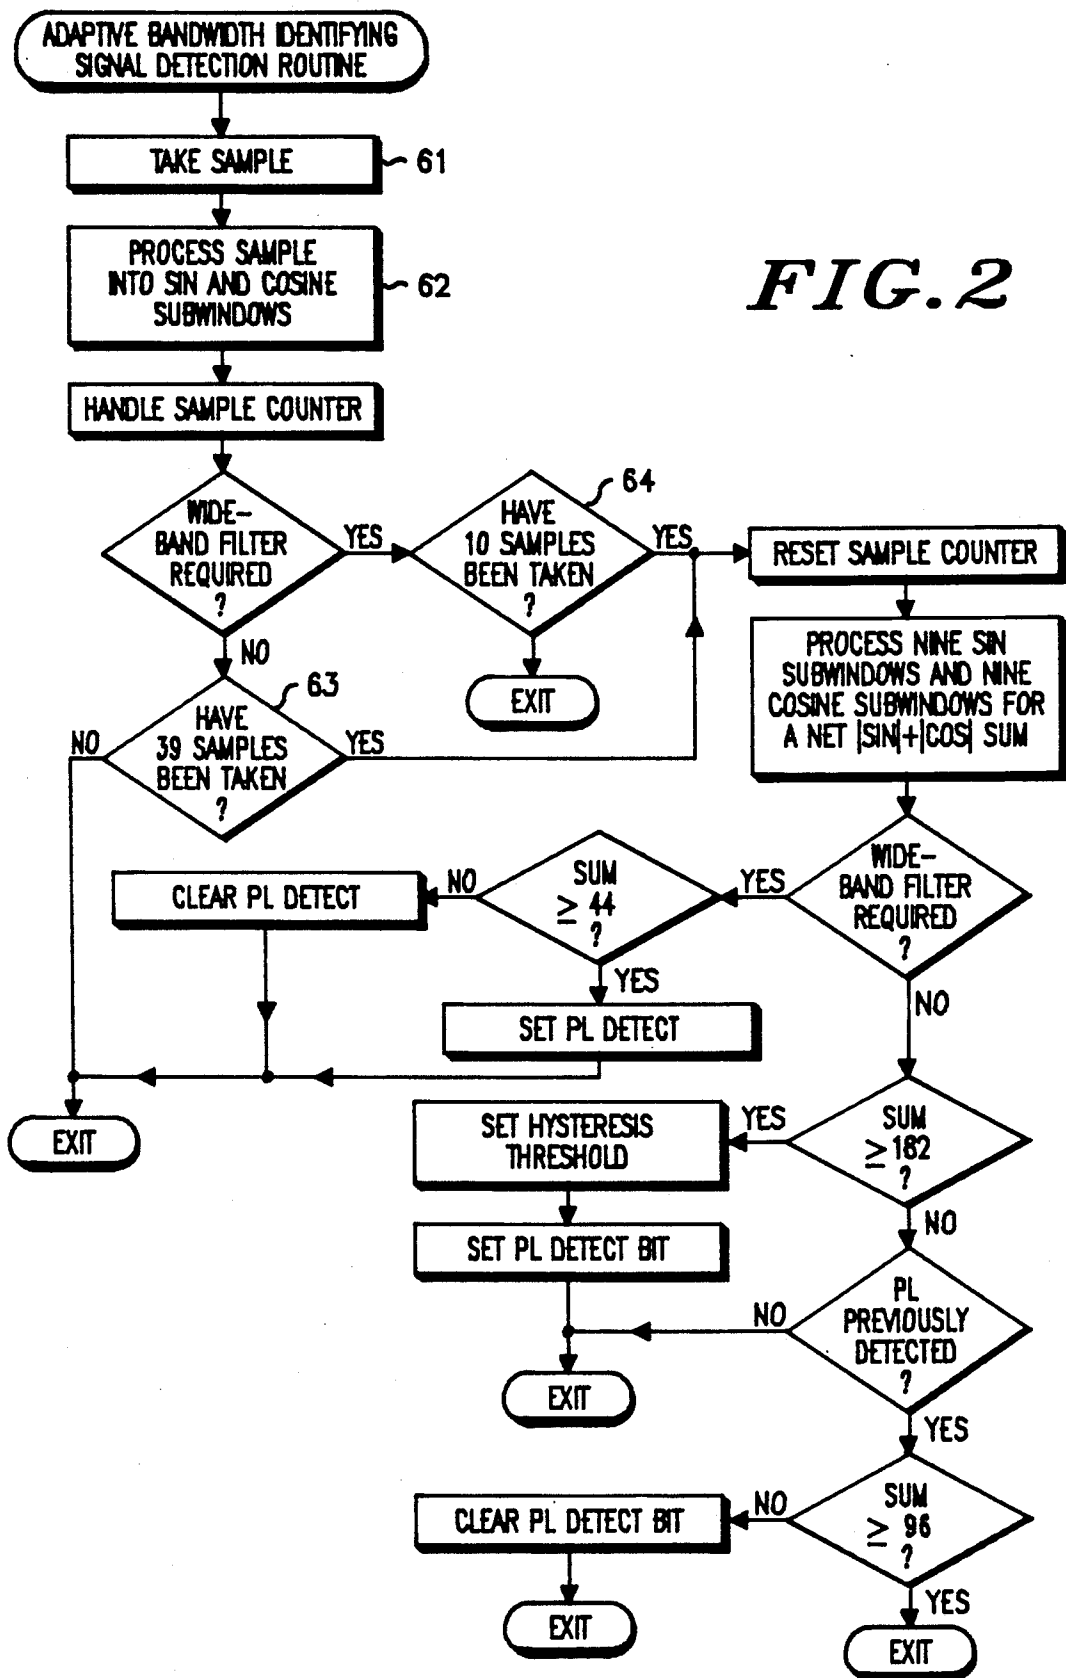 ADAPTIVE BANDWIDTH IDENTIFYING
SIGNAL DETECTION ROUTINE
TAKE SAMPLE
61
PROCESS SAMPLE
INTO SIN AND COSINE
SUBWINDOWS
62
FIG.2
HANDLE SAMPLE COUNTER
WIDE-
BAND FILTER
REQUIRED
?
YES
NO
64
HAVE
10 SAMPLES
BEEN TAKEN
?
YES
EXIT
RESET SAMPLE COUNTER
PROCESS NINE SIN
SUBWINDOWS AND NINE
COSINE SUBWINDOWS FOR
A NET |SIN|+|COS| SUM
63
HAVE
39 SAMPLES
BEEN TAKEN
?
NO
YES
WIDE-
BAND FILTER
REQUIRED
?
YES
NO
SUM
≥ 44
?
NO
YES
CLEAR PL DETECT
SET PL DETECT
EXIT
SUM
≥ 162
?
YES
NO
SET HYSTERESIS
THRESHOLD
SET PL DETECT BIT
PL
PREVIOUSLY
DETECTED
?
NO
YES
EXIT
SUM
≥ 96
?
NO
YES
CLEAR PL DETECT BIT
EXIT
EXIT